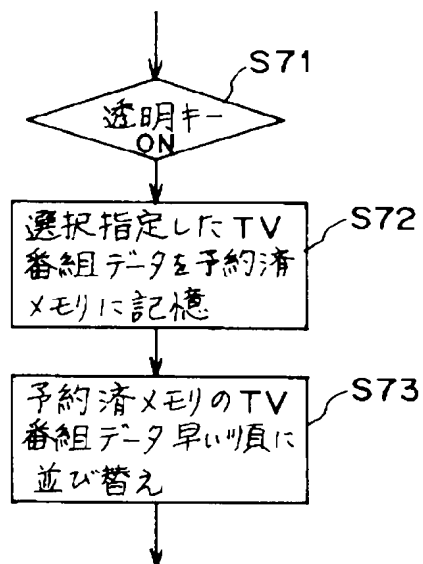 S71
透明キー
ON
S72
選択指定したTV
番組データを予約済
メモリに記憶
S73
予約済メモリのTV
番組データ早い順に
並び替え